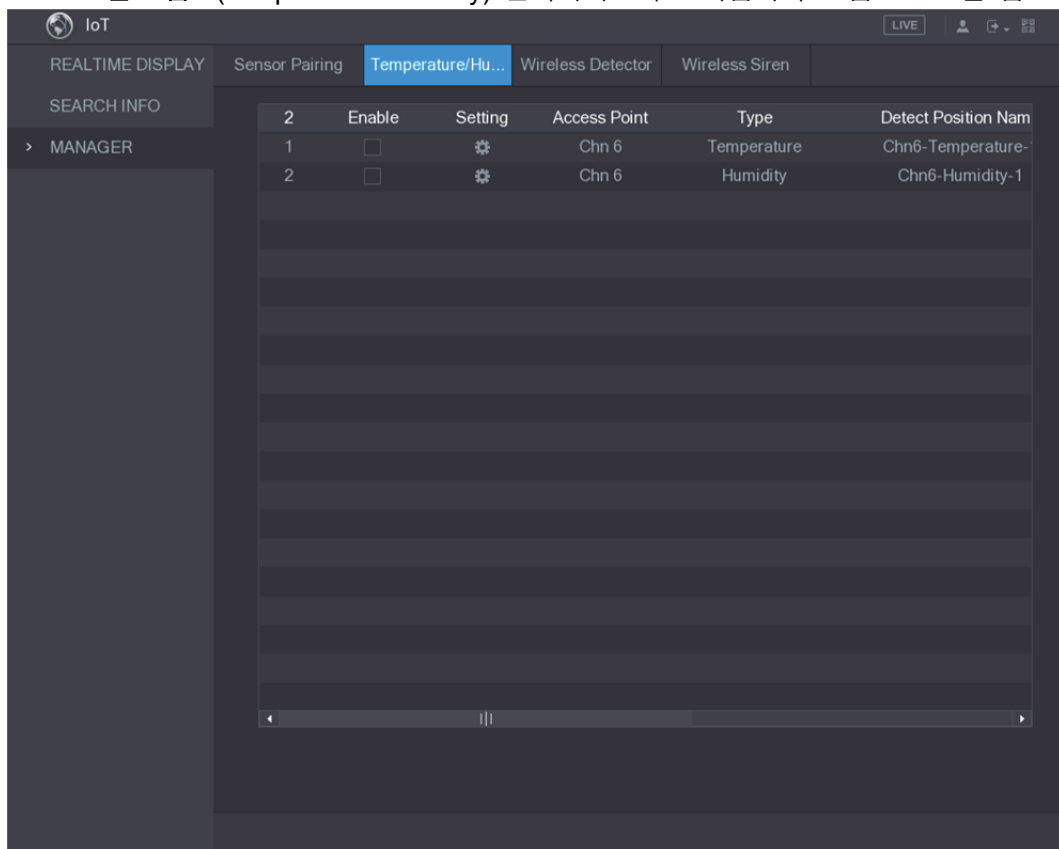 IoT
LIVE
REALTIME DISPLAY
SEARCH INFO
MANAGER
Sensor Pairing Temperature/Hu... Wireless Detector Wireless Siren
2 Enable Setting Access Point Type Detect Position Nam
1 Chn 6 Temperature Chn6-Temperature-
2 Chn 6 Humidity Chn6-Humidity-1